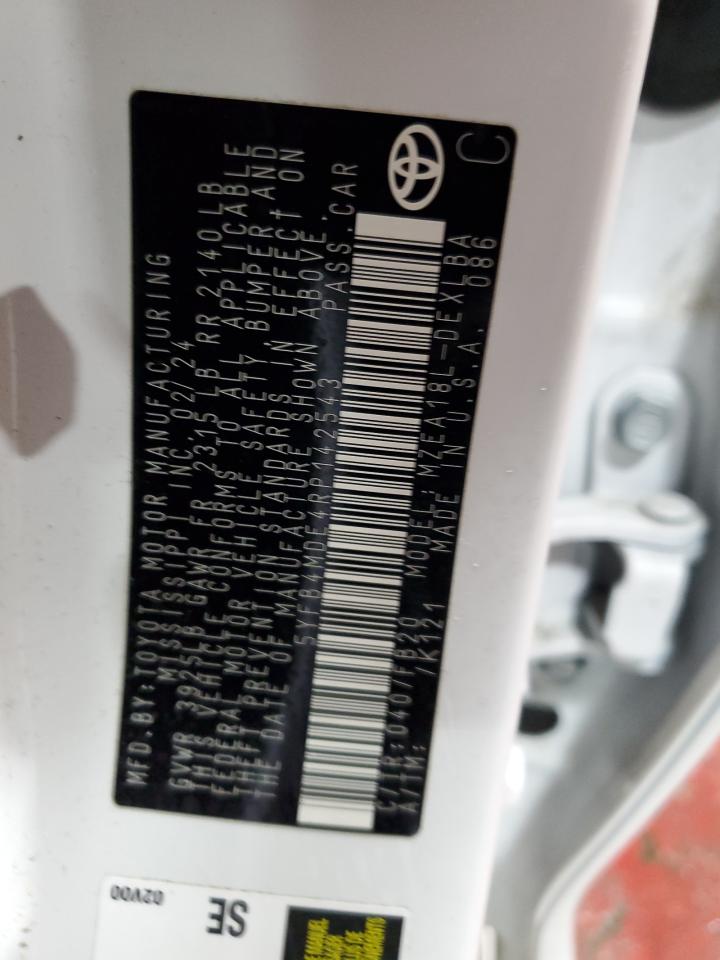 MFD.BY:TOYOTA MOTOR MANUFACTURING
MISSISSIPPI INC 02/24
GVWR 3925LB GAWR FR 2315 LB RR 2140LB
THIS VEHICLE CONFORMS TO ALL APPLICABLE
FEDERAL MOTOR VEHICLE SAFETY, BUMPER AND
THEFT PREVENTION STANDARDS IN EFFECT ON
THE DATE OF MANUFACTURE SHOWN ABOVE.
5YFB4MDE4RP142543 PASS.CAR
C/TR:040/FB20 MODEL:MZEA18L-DEXLBA
A/TM: /K121 MADE IN U.S.A. 086
C
02V00
SE